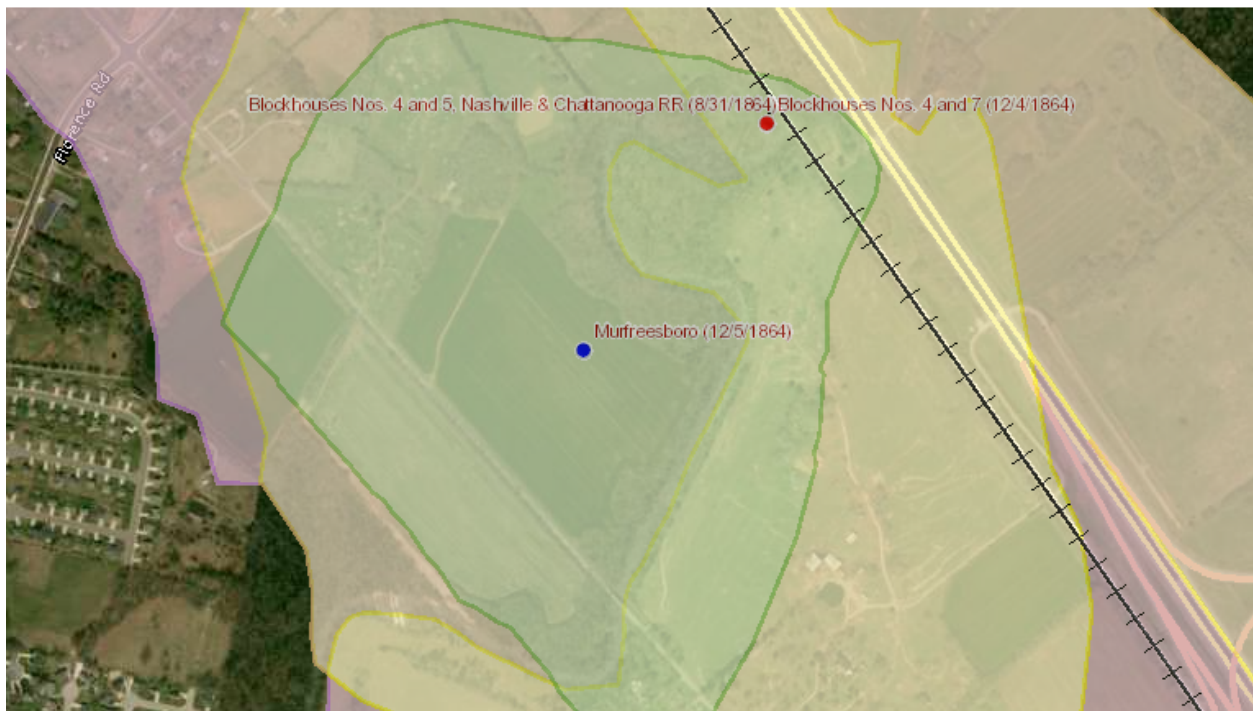 Blockhouses Nos. 4 and 5, Nashville & Chattanooga RR (8/31/1864)
Blockhouses Nos. 4 and 7 (12/4/1864)
Florence Rd
Murfreesboro (12/5/1864)